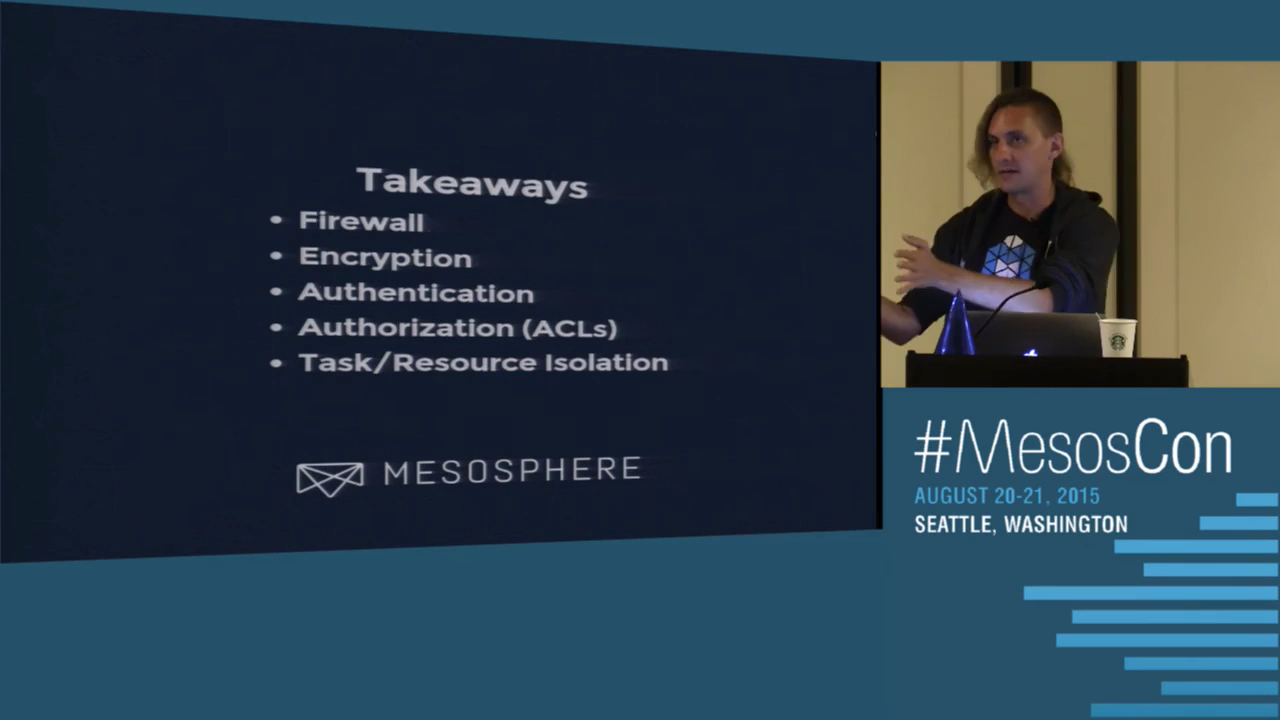 Takeaways
• Firewall
• Encryption
• Authentication
• Authorization (ACLs)
• Task/Resource Isolation
MESOSPHERE
#MesosCon
AUGUST 20-21, 2015
SEATTLE, WASHINGTON